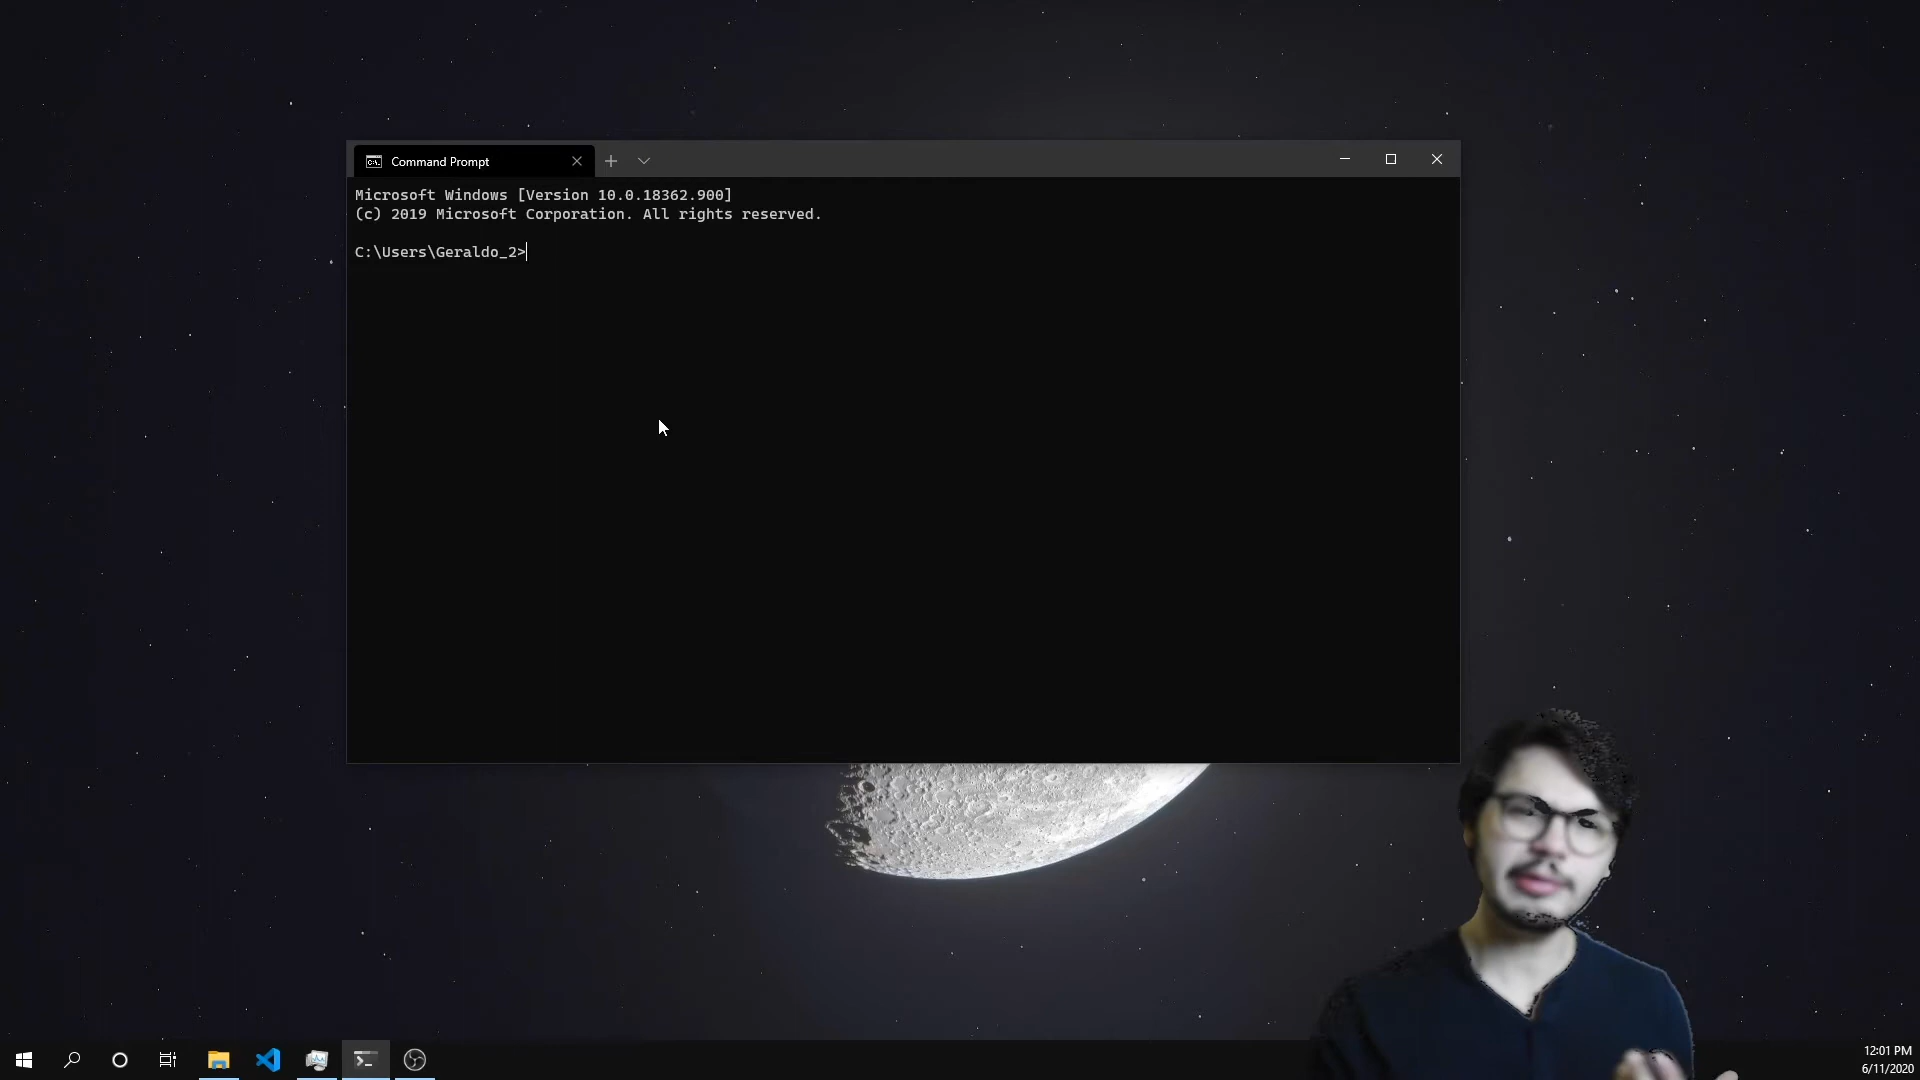 Command Prompt
Microsoft Windows [Version 10.0.18362.900]
(c) 2019 Microsoft Corporation. All rights reserved.
C:\Users\Geraldo_2>
12:01 PM
6/11/2020